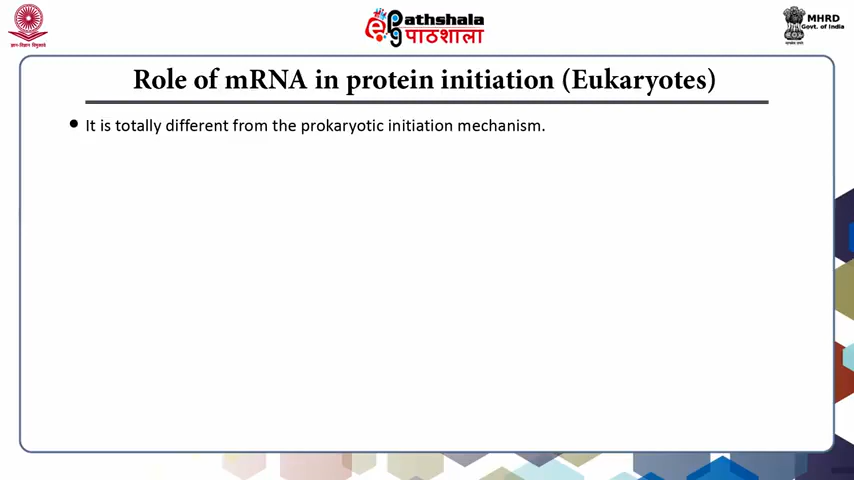 Pathshala
पाठशाला
MHRD
Govt. of India
Role of mRNA in protein initiation (Eukaryotes)
It is totally different from the prokaryotic initiation mechanism.